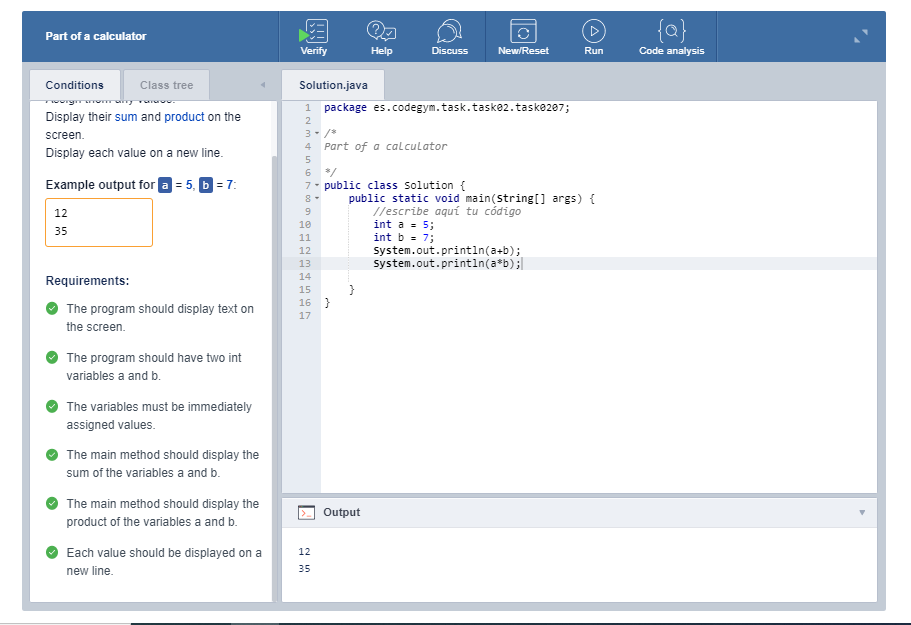 Part of a calculator
Verify
Help
Discuss
New/Reset
Run
Code analysis
Conditions
Class tree
Solution.java
Assign them any values.
Display their sum and product on the
screen.
Display each value on a new line.
Example output for a = 5, b = 7:
12
35
Requirements:
The program should display text on
the screen.
The program should have two int
variables a and b.
The variables must be immediately
assigned values.
The main method should display the
sum of the variables a and b.
The main method should display the
product of the variables a and b.
Each value should be displayed on a
new line.
1 package es.codegym.task.task02.task0207;
2
3 /*
4 Part of a calculator
5
6 */
7 public class Solution {
8 public static void main(String[] args) {
9 //escribe aquí tu código
10 int a = 5;
11 int b = 7;
12 System.out.println(a+b);
13 System.out.println(a*b);
14
15 }
16 }
17
Output
12
35